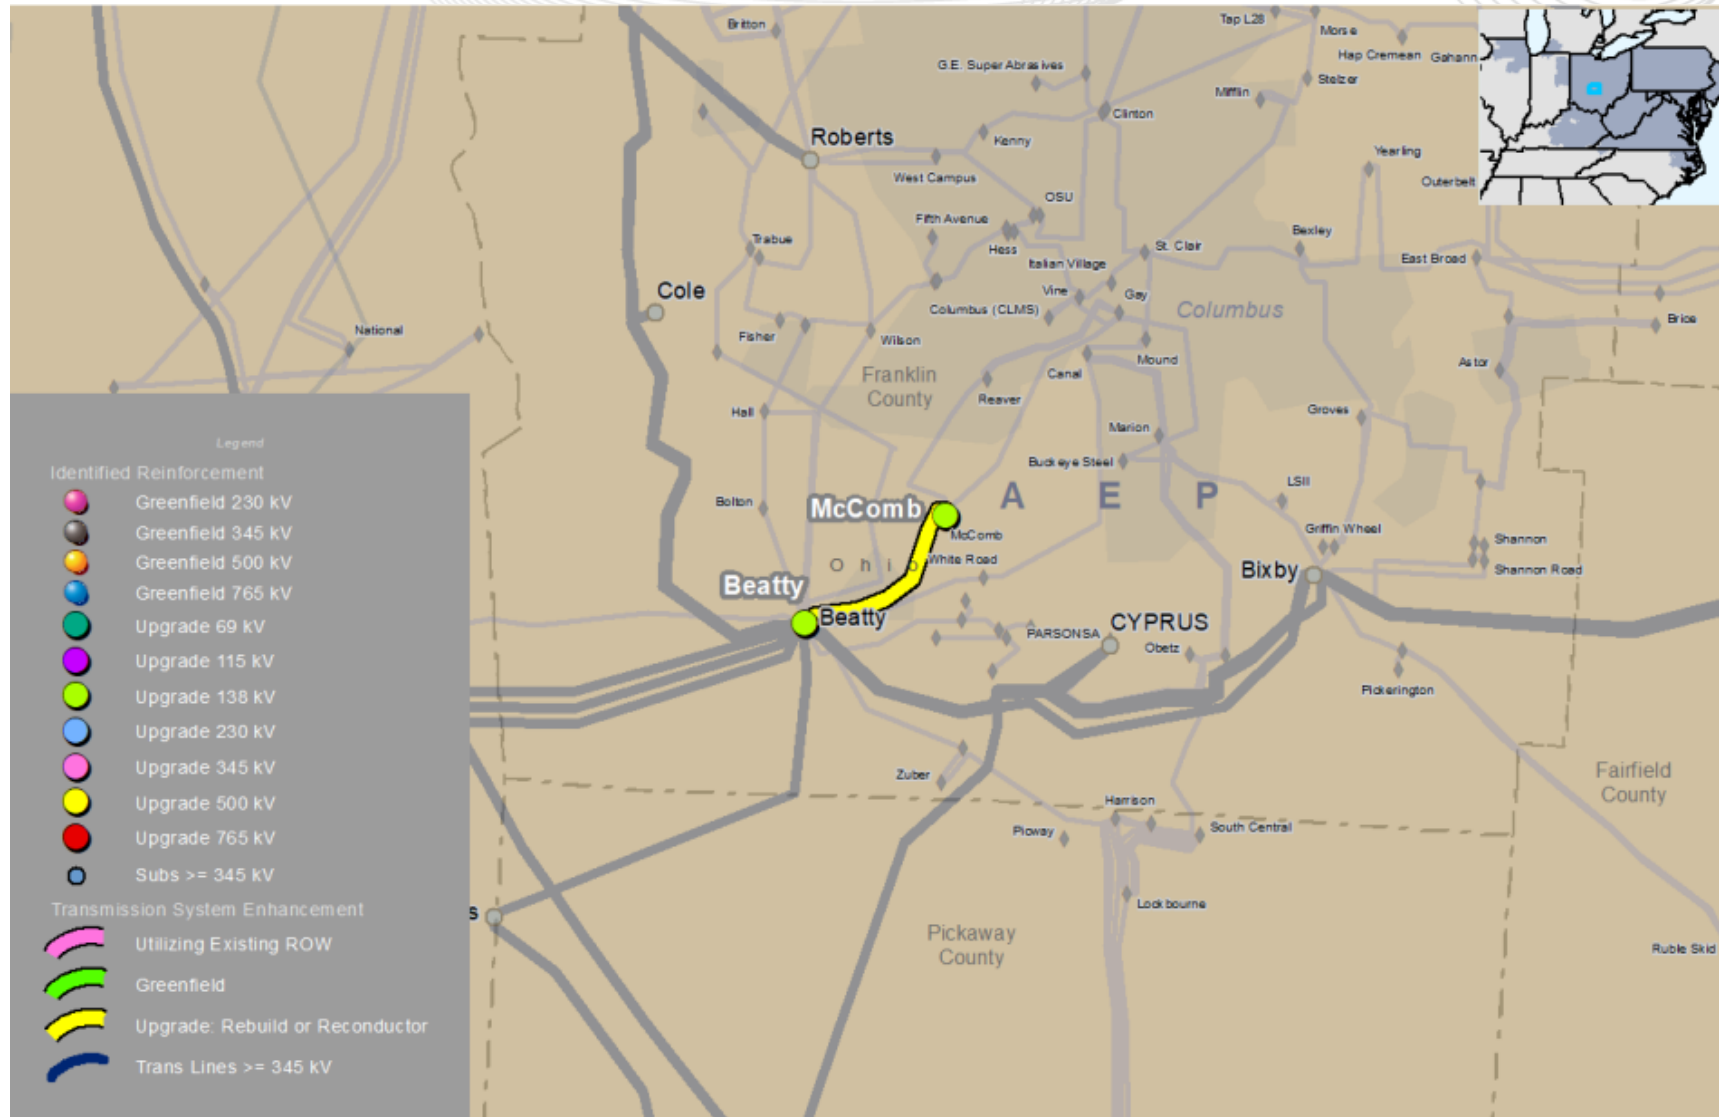 Britton
Tap L28
Morse
Hap Cremean
Gahann
G.E. Super Abrasives
Stelzer
Mifflin
Clinton
Roberts
Kenny
Yearling
West Campus
Outerbelt
OSU
Fifth Avenue
Trabue
Hess
St. Clair
Bexley
East Broad
Italian Village
Cole
Vine
Gay
Columbus (CLMS)
Columbus
Brice
National
Fisher
Wilson
Mound
Astor
Canal
Franklin
County
Reaver
Hall
Groves
Marion
Buckeye Steel
A E P
LSII
Bolton
McComb
McComb
Griffin Wheel
Shannon
White Road
Ohio
Bixby
Shannon Road
Beatty
Beatty
CYPRUS
PARSONSA
Obetz
Pickerington
Zuber
Fairfield
County
Harrison
Picway
South Central
Lockbourne
s
Pickaway
County
Ruble Skid
Legend
Identified Reinforcement
Greenfield 230 kV
Greenfield 345 kV
Greenfield 500 kV
Greenfield 765 kV
Upgrade 69 kV
Upgrade 115 kV
Upgrade 138 kV
Upgrade 230 kV
Upgrade 345 kV
Upgrade 500 kV
Upgrade 765 kV
Subs >= 345 kV
Transmission System Enhancement
Utilizing Existing ROW
Greenfield
Upgrade: Rebuild or Reconductor
Trans Lines >= 345 kV